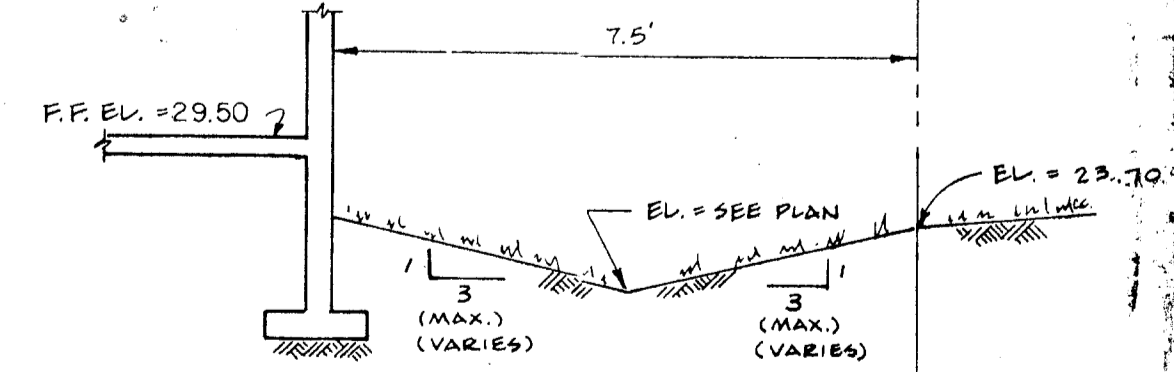 7.5'
F.F. EL. = 29.50
EL. = 23.70
EL. = SEE PLAN
1
3
(MAX.)
(VARIES)
1
3
(MAX.)
(VARIES)